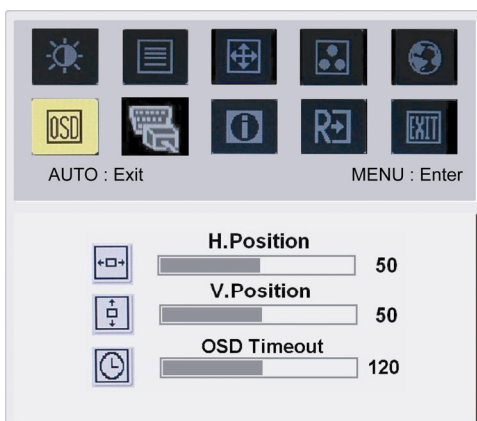 OSD i R EXIT
AUTO : Exit MENU : Enter
H.Position
50
V.Position
50
OSD Timeout
120